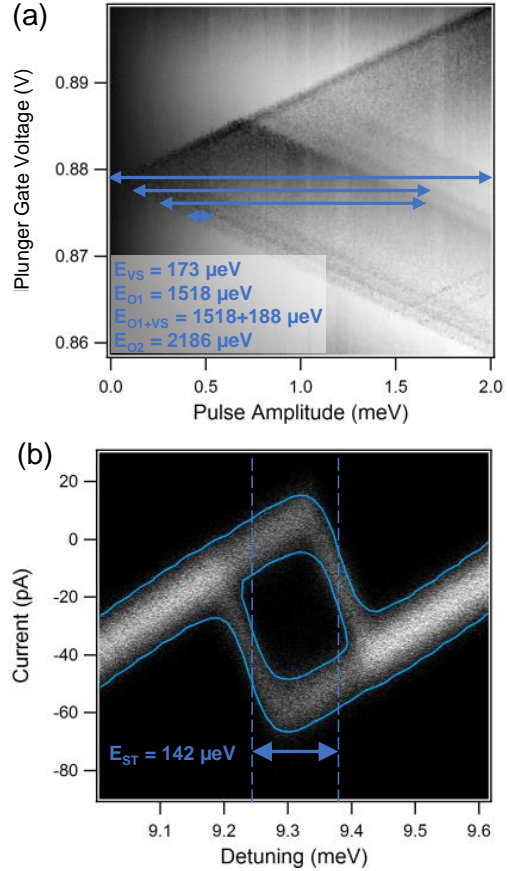 (a)
Plunger Gate Voltage (V)
0.89
0.88
0.87
0.86
E_VS = 173 µeV
E_O1 = 1518 µeV
E_O1+VS = 1518+188 µeV
E_O2 = 2186 µeV
0.0 0.5 1.0 1.5 2.0
Pulse Amplitude (meV)
(b)
Current (pA)
20
0
-20
-40
-60
-80
E_ST = 142 µeV
9.1 9.2 9.3 9.4 9.5 9.6
Detuning (meV)